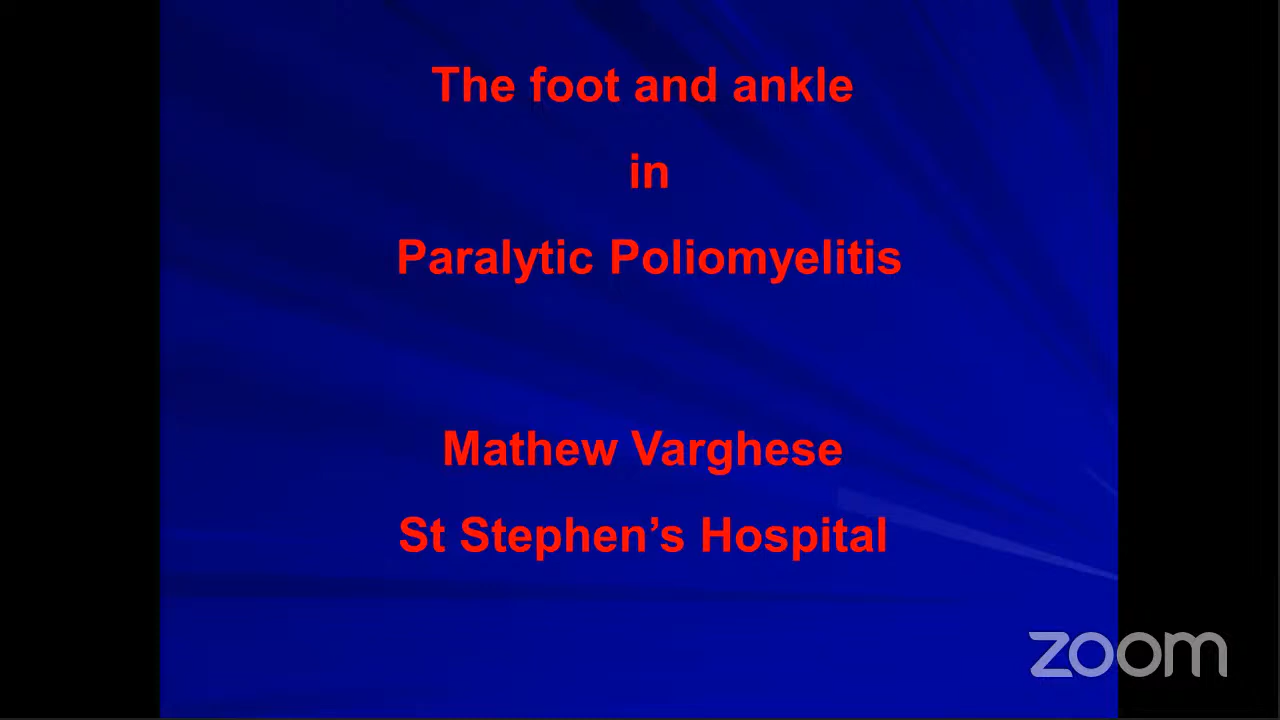 The foot and ankle
in
Paralytic Poliomyelitis
Mathew Varghese
St Stephen’s Hospital
zoom